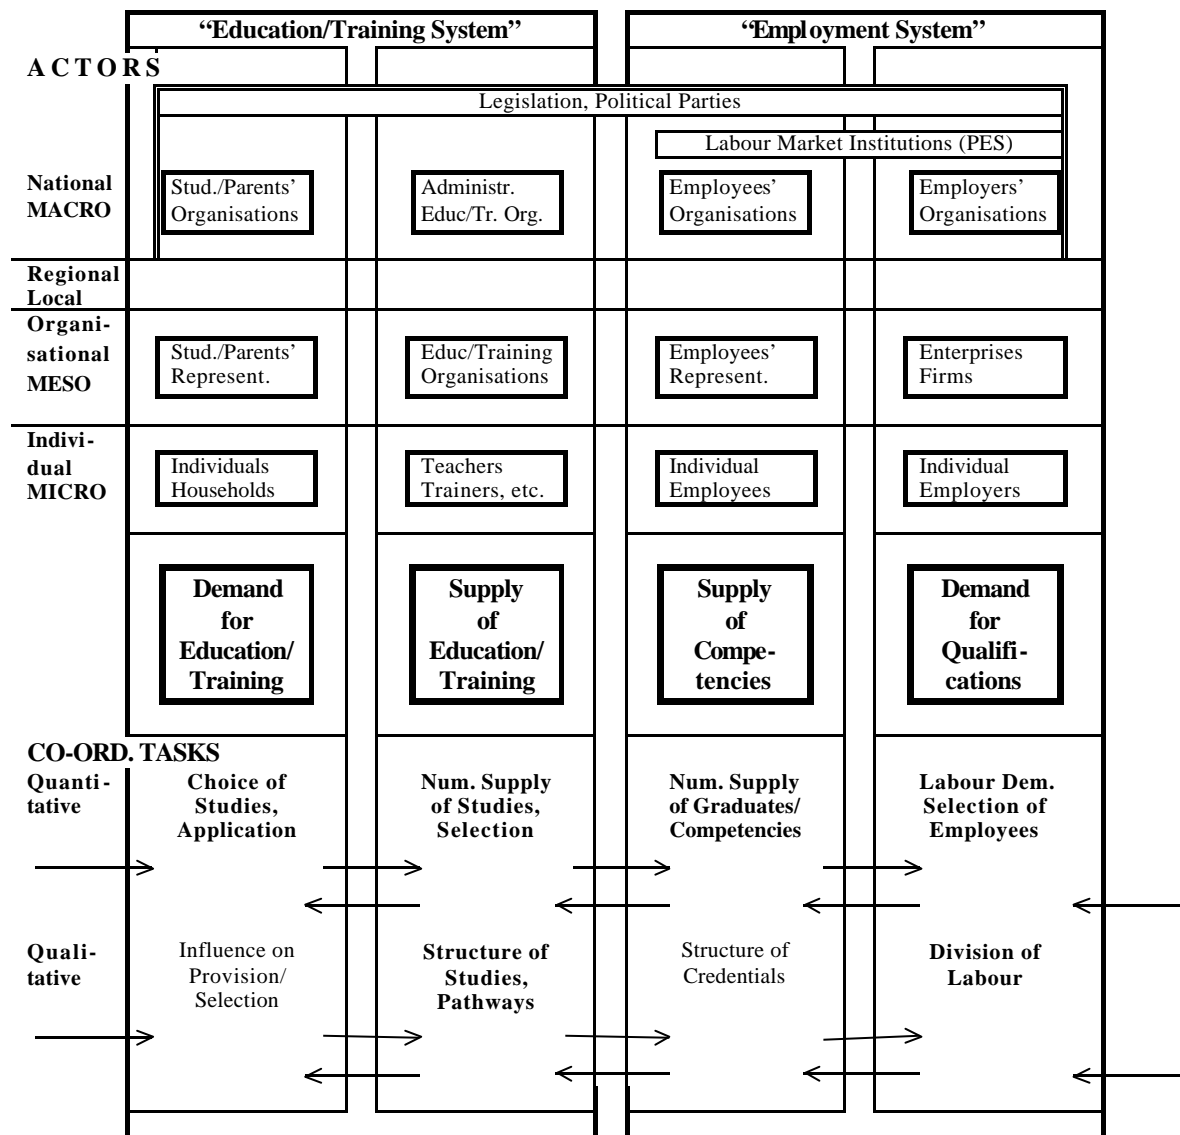 “Education/Training System”
“Employment System”
ACTORS
Legislation, Political Parties
Labour Market Institutions (PES)
National
MACRO
Stud./Parents’
Organisations
Administr.
Educ/Tr. Org.
Employees’
Organisations
Employers’
Organisations
Regional
Local
Organi-
sational
MESO
Stud./Parents’
Represent.
Educ/Training
Organisations
Employees’
Represent.
Enterprises
Firms
Indivi-
dual
MICRO
Individuals
Households
Teachers
Trainers, etc.
Individual
Employees
Individual
Employers
Demand
for
Education/
Training
Supply
of
Education/
Training
Supply
of
Compe-
tencies
Demand
for
Qualifi-
cations
CO-ORD. TASKS
Quanti-
tative
Choice of
Studies,
Application
Num. Supply
of Studies,
Selection
Num. Supply
of Graduates/
Competencies
Labour Dem.
Selection of
Employees
Quali-
tative
Influence on
Provision/
Selection
Structure of
Studies,
Pathways
Structure of
Credentials
Division of
Labour